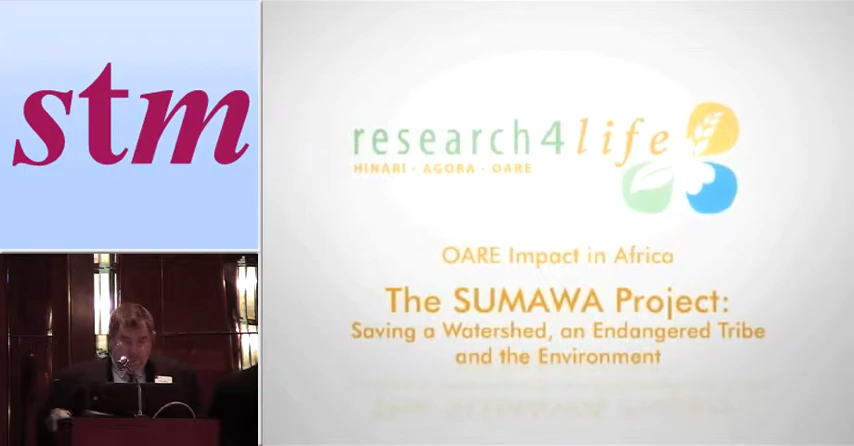 stm
research4life
HINARI · AGORA · OARE
OARE Impact in Africa
The SUMAWA Project:
Saving a Watershed, an Endangered Tribe
and the Environment